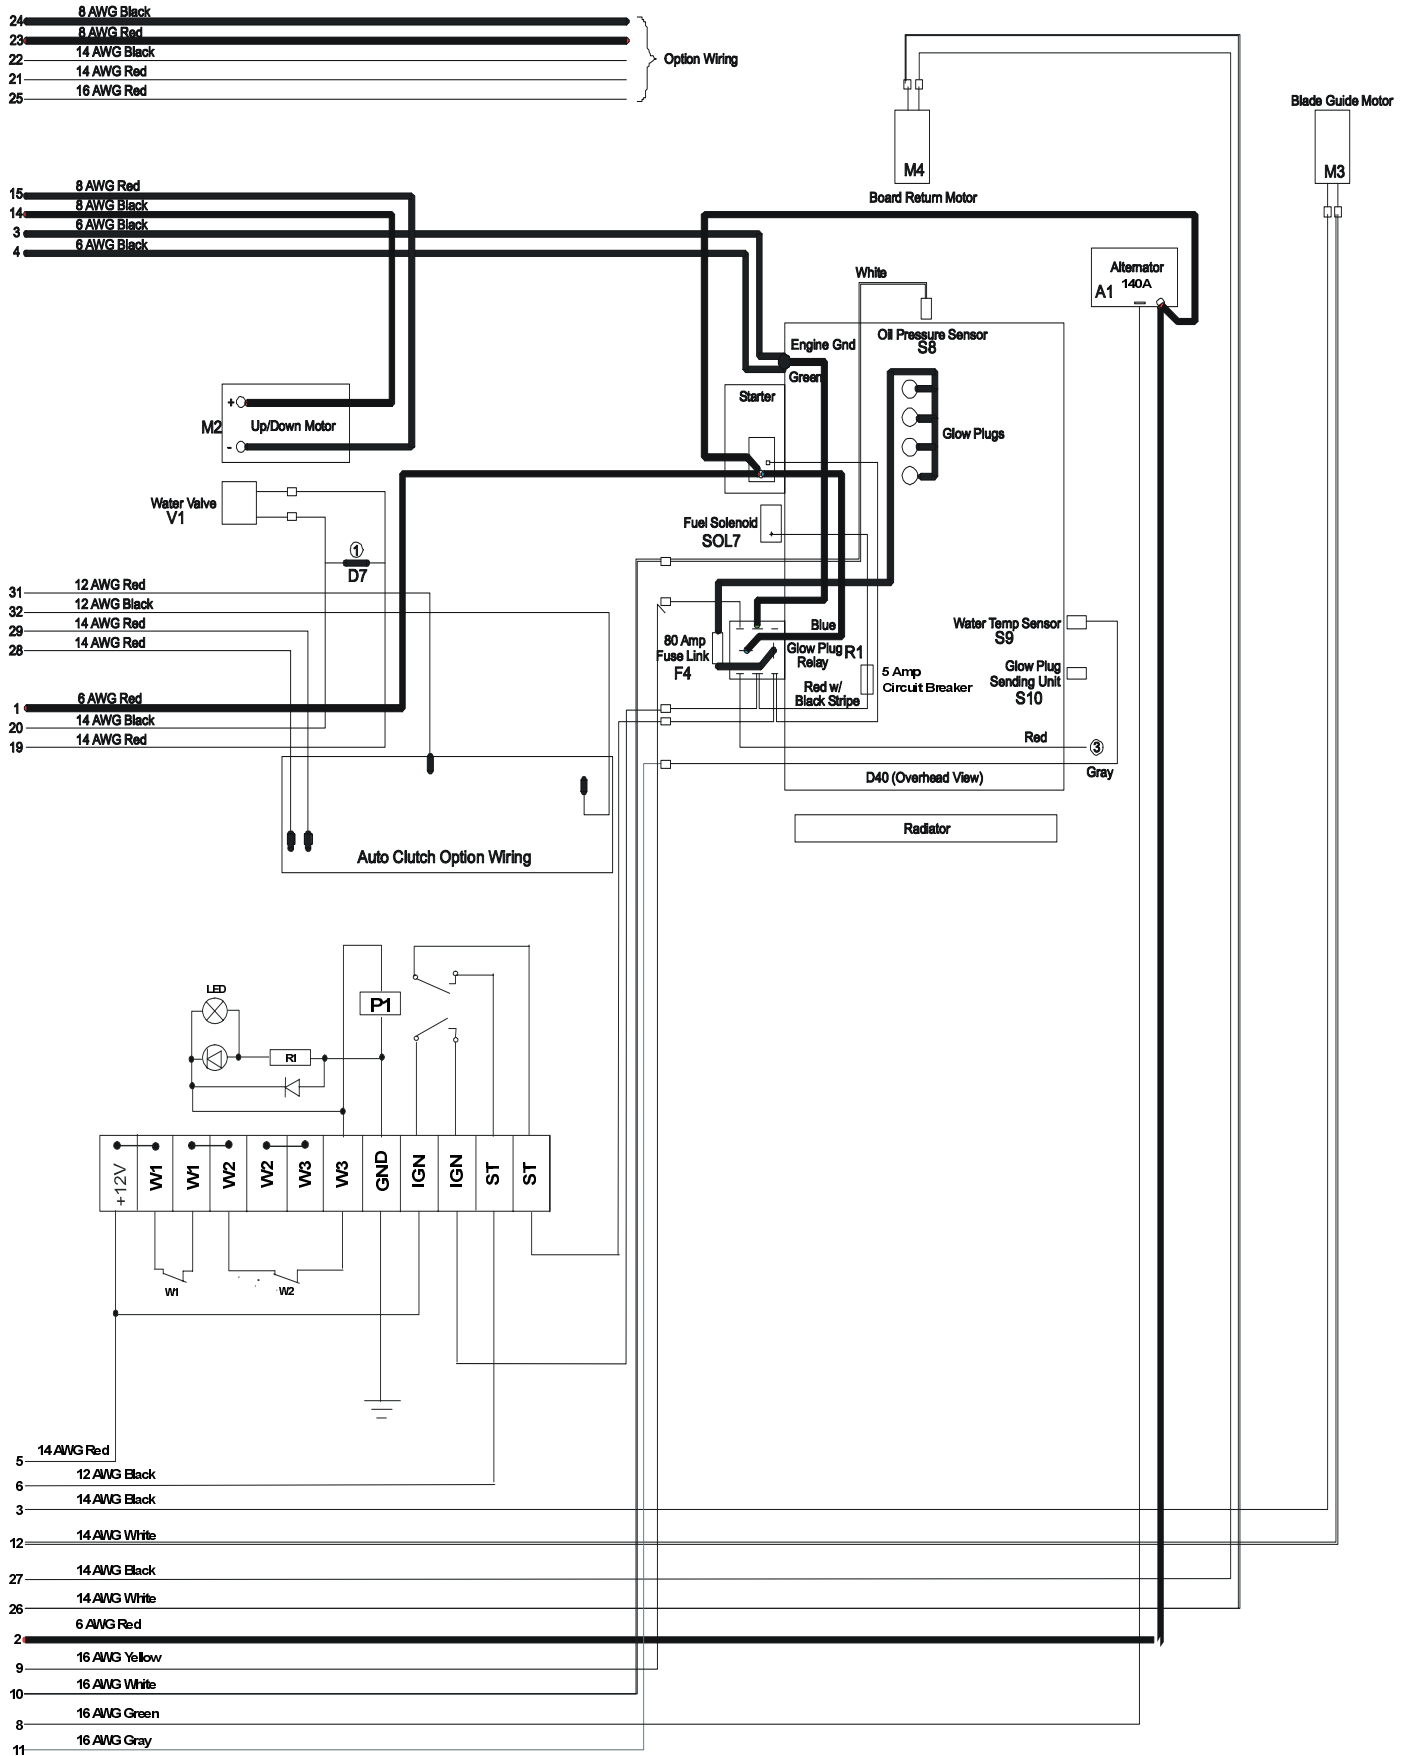 24 8 AWG Black
23 8 AWG Red
22 14 AWG Black
21 14 AWG Red
25 16 AWG Red
Option Wiring
Blade Guide Motor
M3
M4
Board Return Motor
15 8 AWG Red
14 8 AWG Black
3 6 AWG Black
4 6 AWG Black
White
Alternator
140A
A1
Oil Pressure Sensor
S8
Engine Gnd
Green
Starter
Glow Plugs
M2
+
Up/Down Motor
-
Water Valve
V1
Fuel Solenoid
SOL7
+
1
D7
31 12 AWG Red
32 12 AWG Black
29 14 AWG Red
28 14 AWG Red
Blue
80 Amp
Fuse Link
F4
Glow Plug
Relay
R1
Water Temp Sensor
S9
Glow Plug
Sending Unit
S10
5 Amp
Circuit Breaker
Red w/
Black Stripe
1 6 AWG Red
20 14 AWG Black
19 14 AWG Red
Red
3
Gray
D40 (Overhead View)
Radiator
Auto Clutch Option Wiring
LED
P1
R1
+12V W1 W1 W2 W2 W3 W3 GND IGN IGN ST ST
W1
W2
5 14 AWG Red
6 12 AWG Black
3 14 AWG Black
12 14 AWG White
27 14 AWG Black
26 14 AWG White
2 6 AWG Red
9 16 AWG Yellow
10 16 AWG White
8 16 AWG Green
11 16 AWG Gray